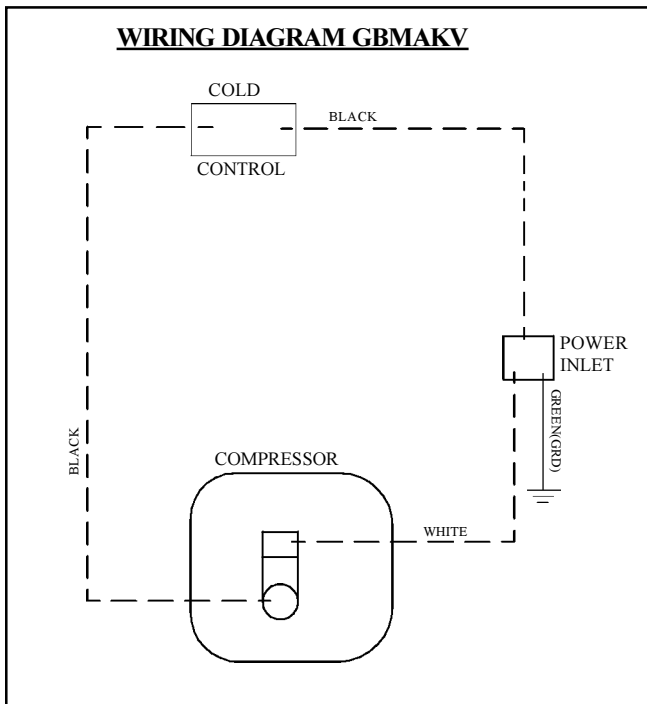 WIRING DIAGRAM GBMAKV
COLD
CONTROL
BLACK
POWER
INLET
GREEN(GRD)
BLACK
COMPRESSOR
WHITE